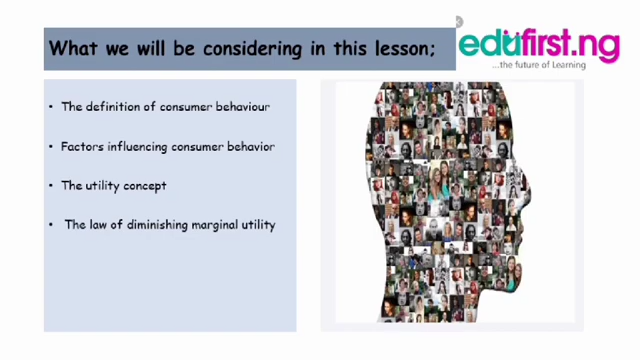 What we will be considering in this lesson;
edufirst.ng
...the future of Learning
• The definition of consumer behaviour
• Factors influencing consumer behavior
• The utility concept
• The law of diminishing marginal utility